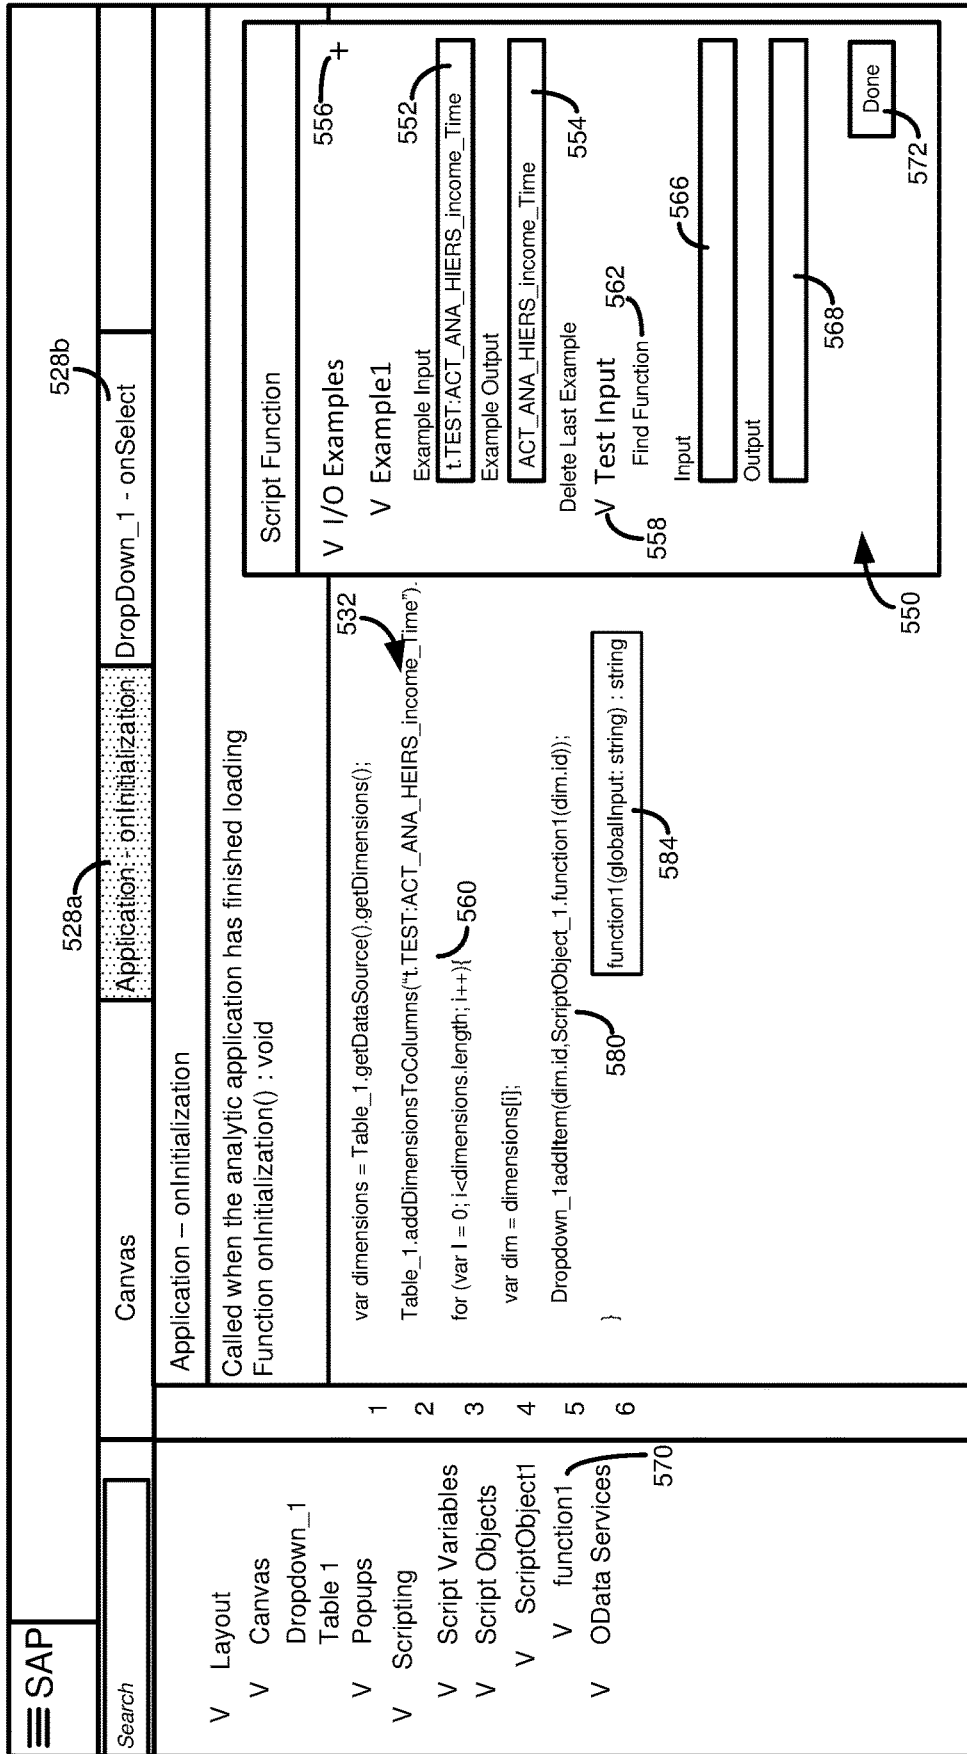 SAP
Search
Canvas
Application - onInitialization
DropDown_1 - onSelect
528a
528b
V Layout
V Canvas
Dropdown_1
Table 1
V Popups
V Scripting
V Script Variables
V Script Objects
V ScriptObject1
V function1
570
V OData Services
Application – onInitialization
Called when the analytic application has finished loading
Function onInitialization() : void
1 var dimensions = Table_1.getDataSource().getDimensions();
2 Table_1.addDimensionsToColumns(“t.TEST:ACT_ANA_HEIRS_income_Time”).
532
3 for (var I = 0; i<dimensions.length; i++){
560
4 var dim = dimensions[i];
5 Dropdown_1addItem(dim.id,ScriptObject_1.function1(dim.id));
580
6 }
function1(globalInput: string) : string
584
Script Function
V I/O Examples
556
+
V Example1
Example Input
552
t.TEST:ACT_ANA_HIERS_income_Time
Example Output
ACT_ANA_HIERS_income_Time
554
Delete Last Example
V Test Input
558
Find Function
562
Input
566
Output
568
Done
572
550